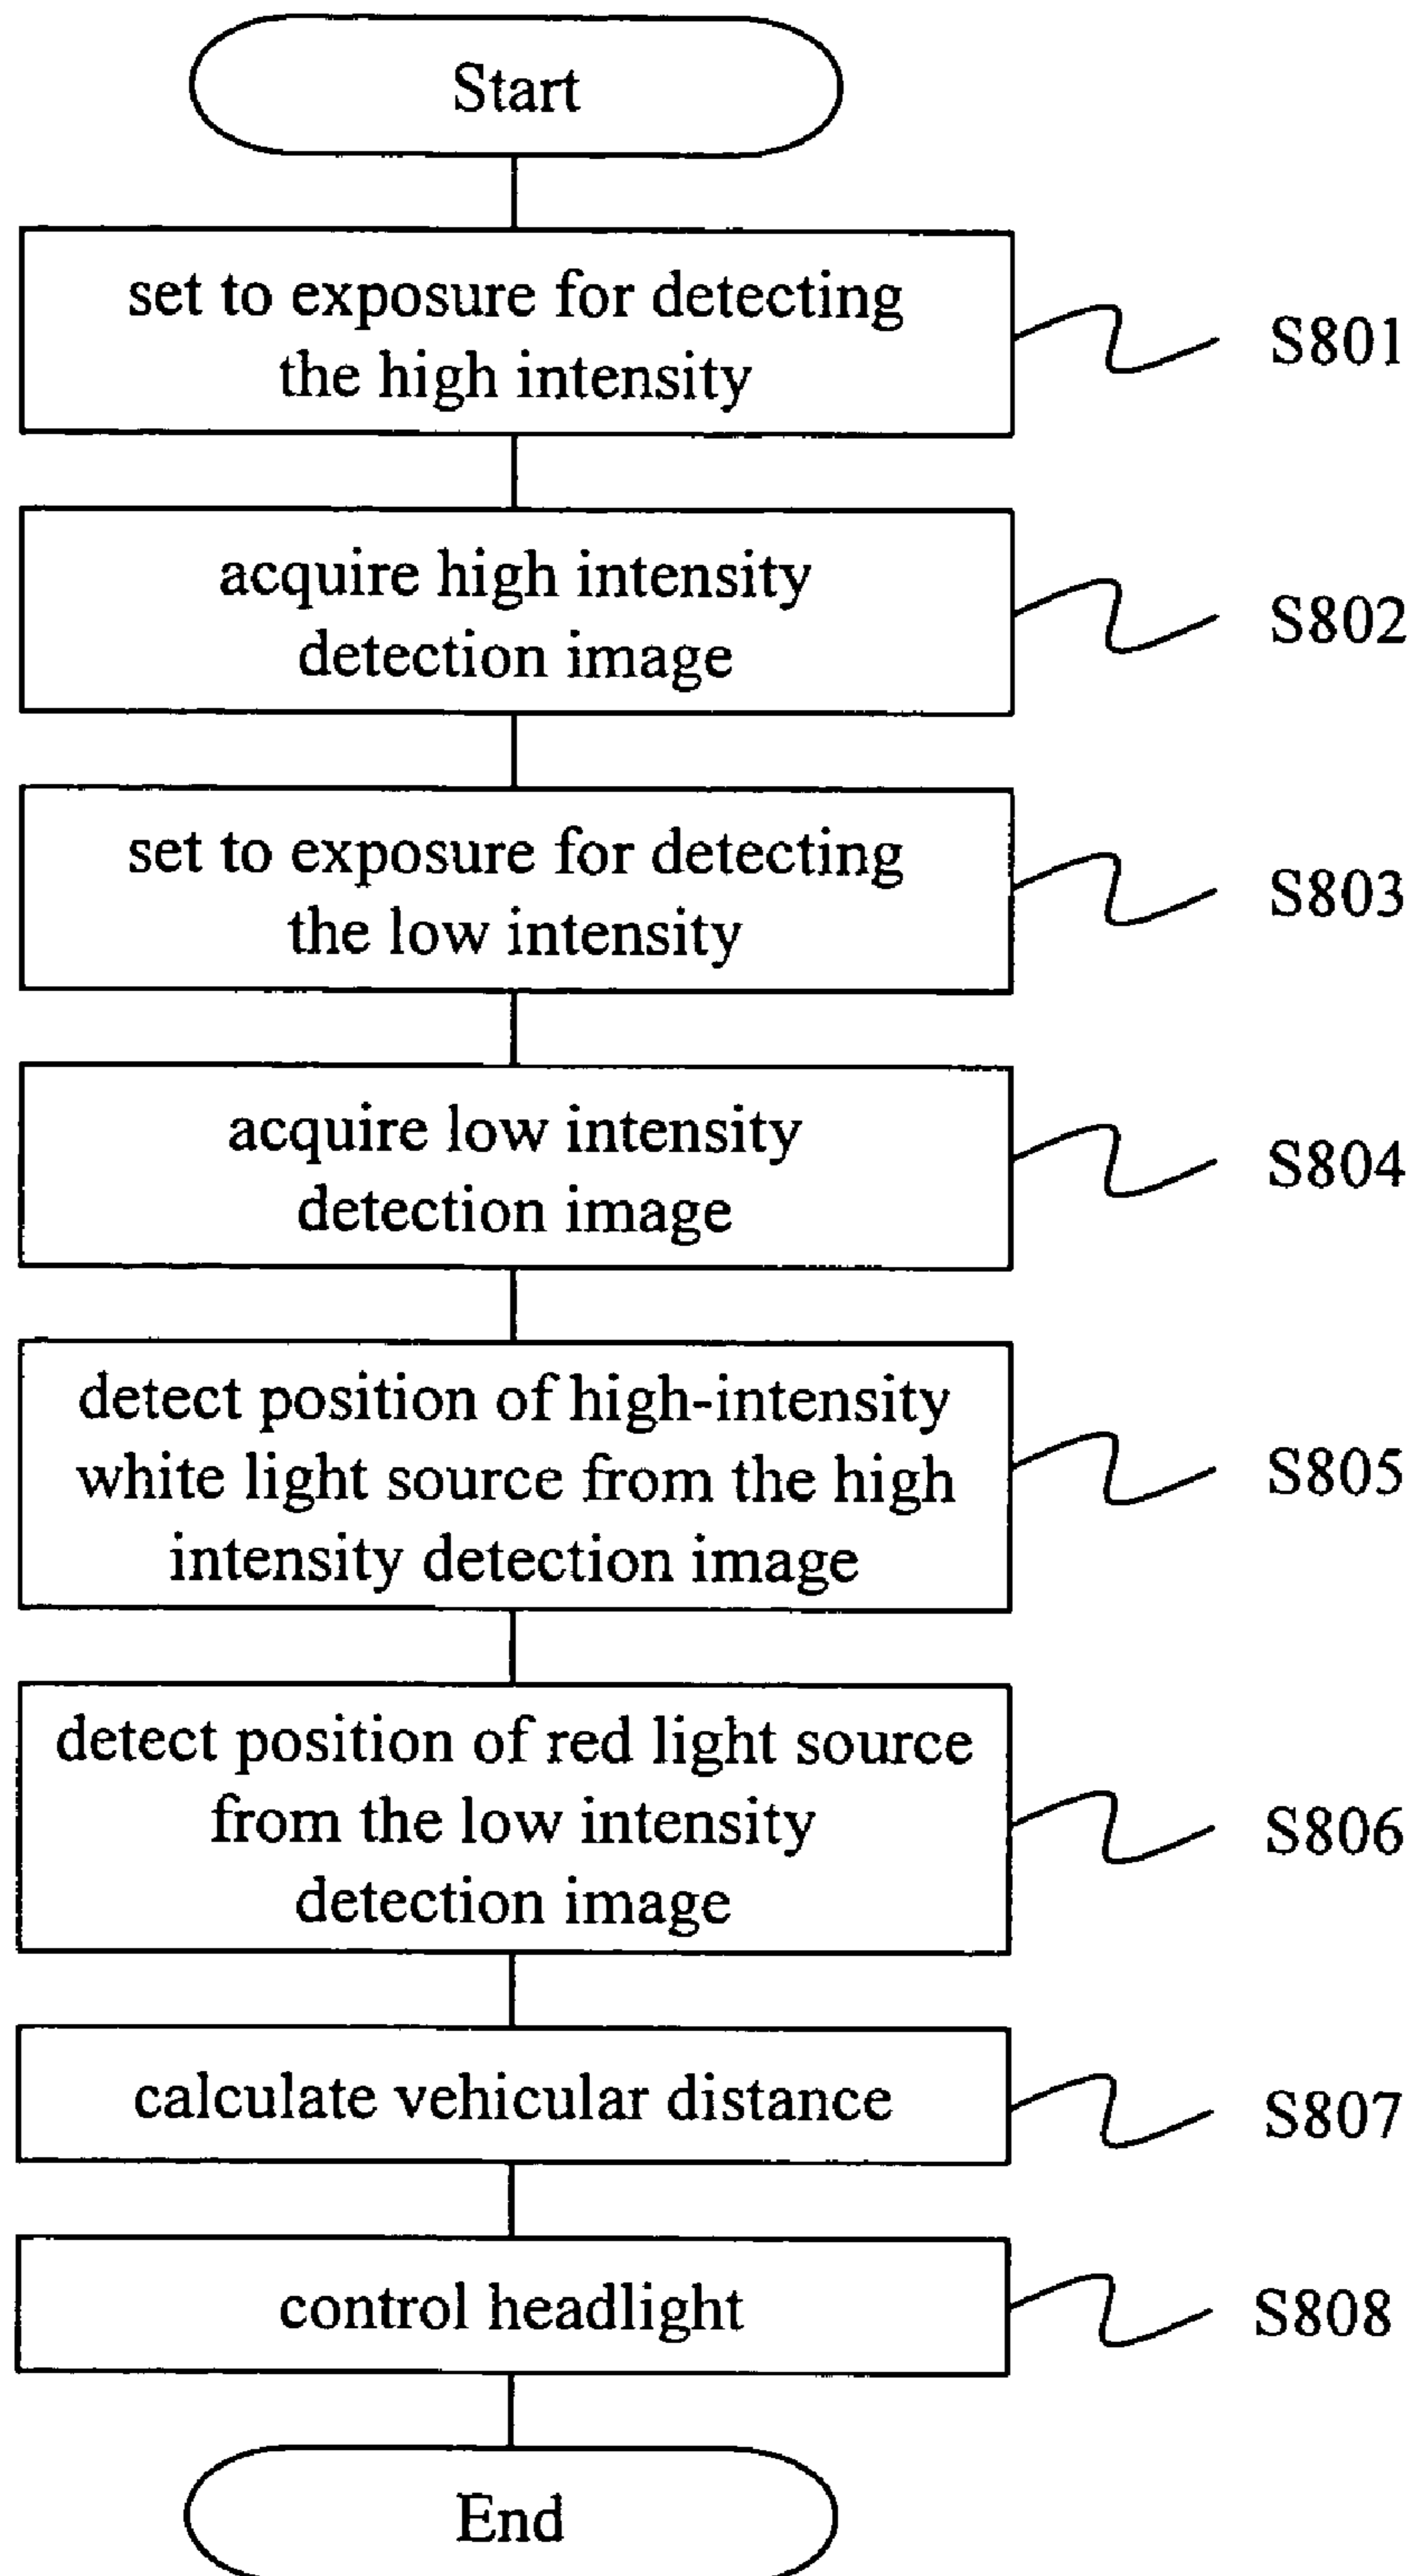 Start
set to exposure for detecting
the high intensity
S801
acquire high intensity
detection image
S802
set to exposure for detecting
the low intensity
S803
acquire low intensity
detection image
S804
detect position of high-intensity
white light source from the high
intensity detection image
S805
detect position of red light source
from the low intensity
detection image
S806
calculate vehicular distance
S807
control headlight
S808
End